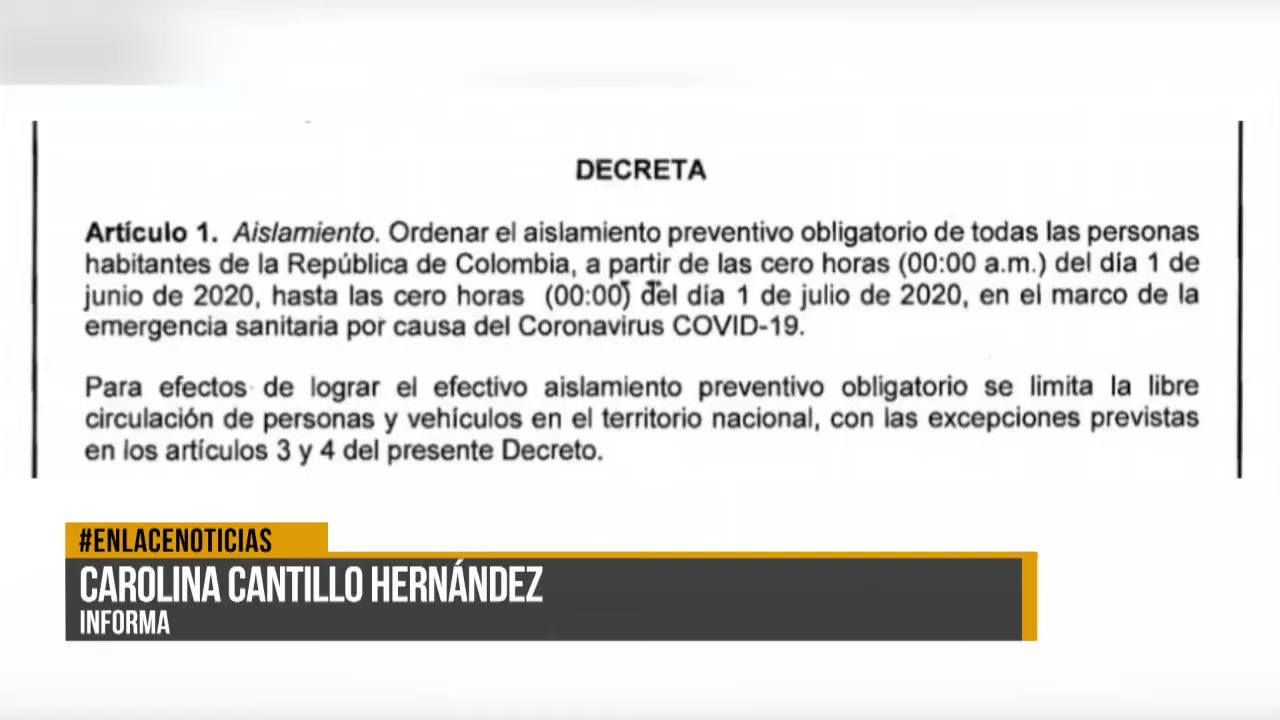 DECRETA
Artículo 1. Aislamiento. Ordenar el aislamiento preventivo obligatorio de todas las personas
habitantes de la República de Colombia, a partir de las cero horas (00:00 a.m.) del día 1 de
junio de 2020, hasta las cero horas (00:00) del día 1 de julio de 2020, en el marco de la
emergencia sanitaria por causa del Coronavirus COVID-19.
Para efectos de lograr el efectivo aislamiento preventivo obligatorio se limita la libre
circulación de personas y vehículos en el territorio nacional, con las excepciones previstas
en los artículos 3 y 4 del presente Decreto.
#ENLACENOTICIAS
CAROLINA CANTILLO HERNÁNDEZ
INFORMA